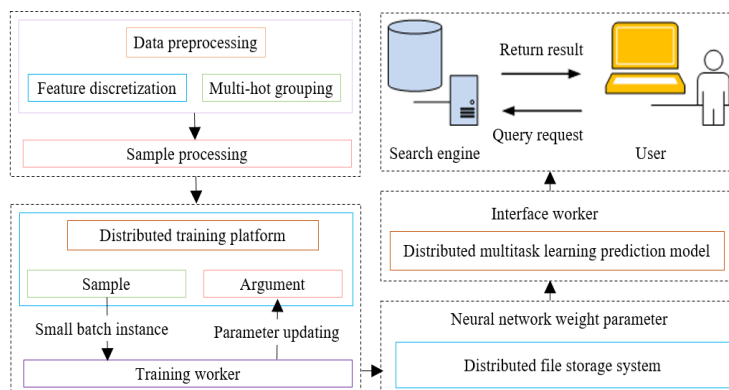 Data preprocessing
Feature discretization
Multi-hot grouping
Sample processing
Distributed training platform
Sample
Argument
Small batch instance
Parameter updating
Training worker
Return result
Query request
Search engine
User
Interface worker
Distributed multitask learning prediction model
Neural network weight parameter
Distributed file storage system